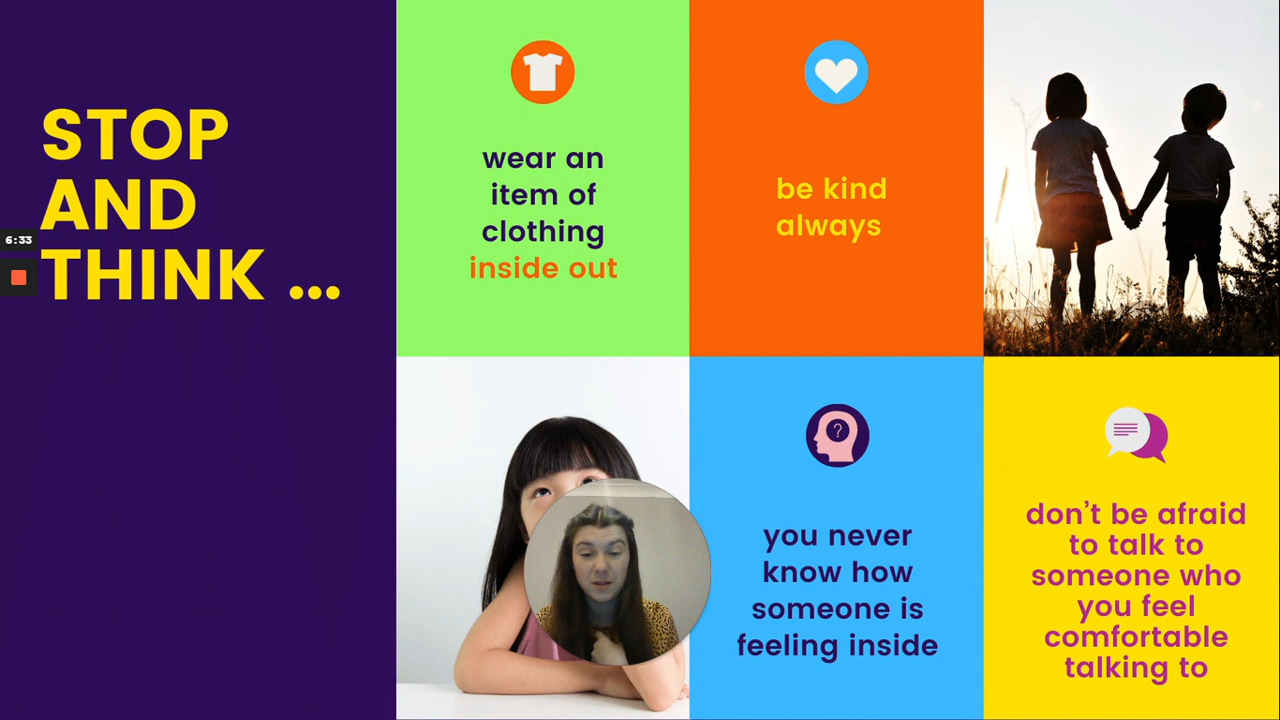 STOP
AND
THINK ...
6:33
wear an
item of
clothing
inside out
be kind
always
?
you never
know how
someone is
feeling inside
don't be afraid
to talk to
someone who
you feel
comfortable
talking to